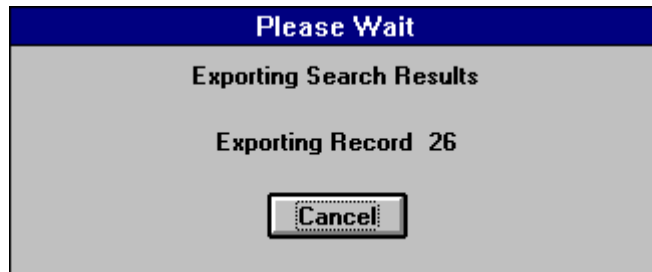 Please Wait
Exporting Search Results
Exporting Record 26
Cancel